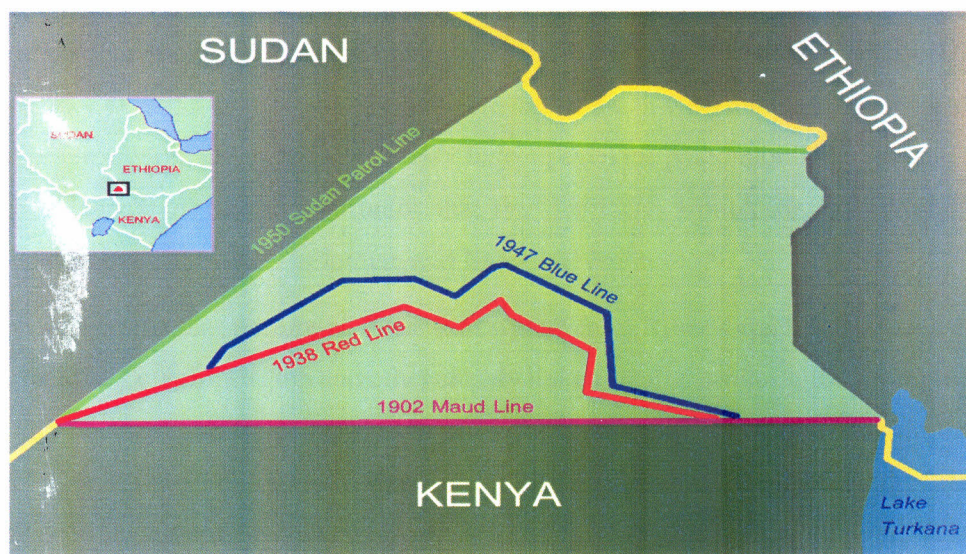 SUDAN
ETHIOPIA
SUDAN
ETHIOPIA
KENYA
1950 Sudan Patrol Line
1947 Blue Line
1938 Red Line
1902 Maud Line
KENYA
Lake
Turkana